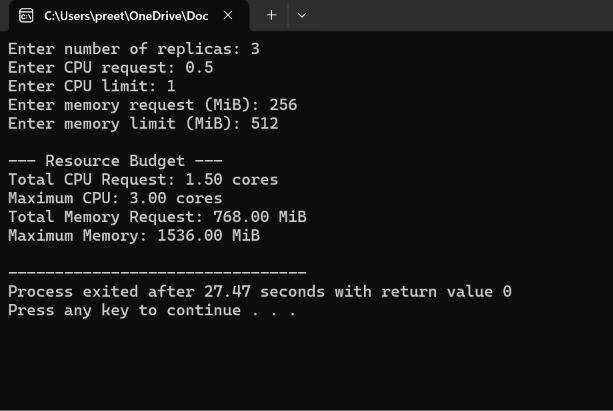 C:\Users\preet\OneDrive\Doc
Enter number of replicas: 3
Enter CPU request: 0.5
Enter CPU limit: 1
Enter memory request (MiB): 256
Enter memory limit (MiB): 512
--- Resource Budget ---
Total CPU Request: 1.50 cores
Maximum CPU: 3.00 cores
Total Memory Request: 768.00 MiB
Maximum Memory: 1536.00 MiB
--------------------------------
Process exited after 27.47 seconds with return value 0
Press any key to continue . . .